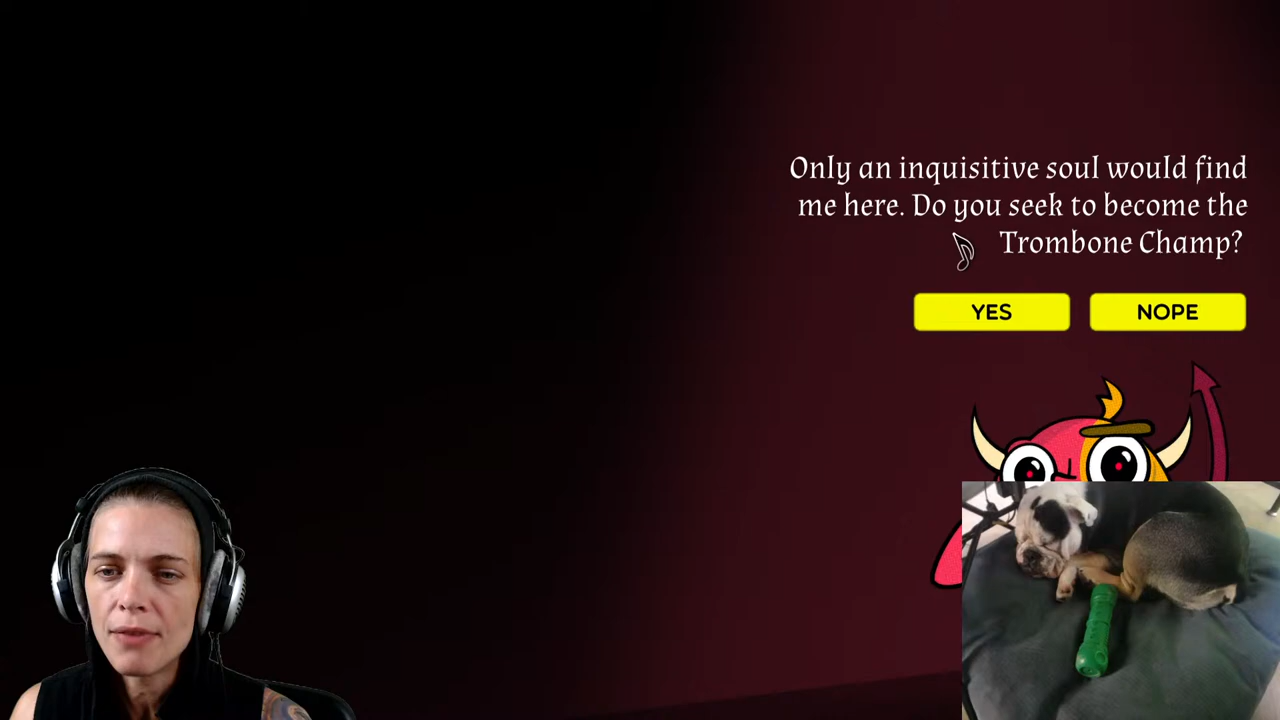 Only an inquisitive soul would find
me here. Do you seek to become the
Trombone Champ?
YES
NOPE